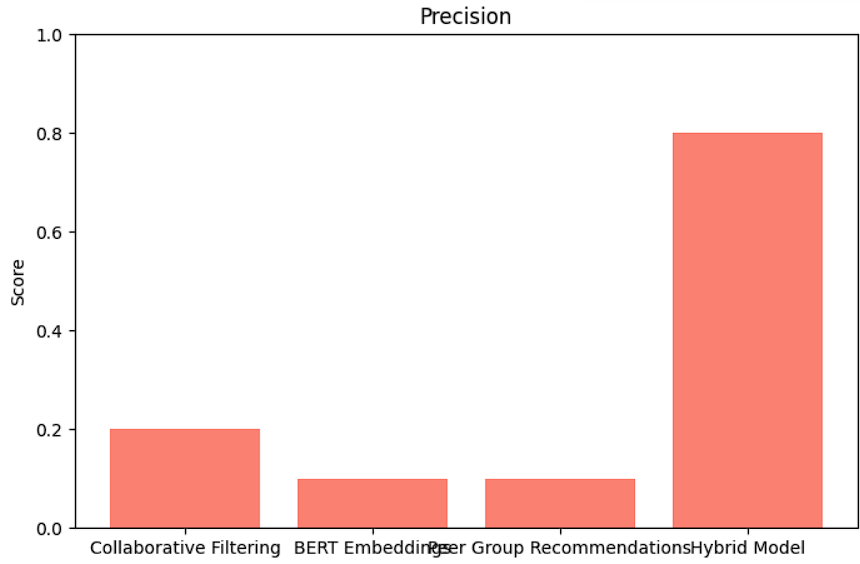 Precision
1.0
0.8
0.6
0.4
0.2
0.0
Score
Collaborative Filtering
BERT Embeddings
Peer Group Recommendations
Hybrid Model